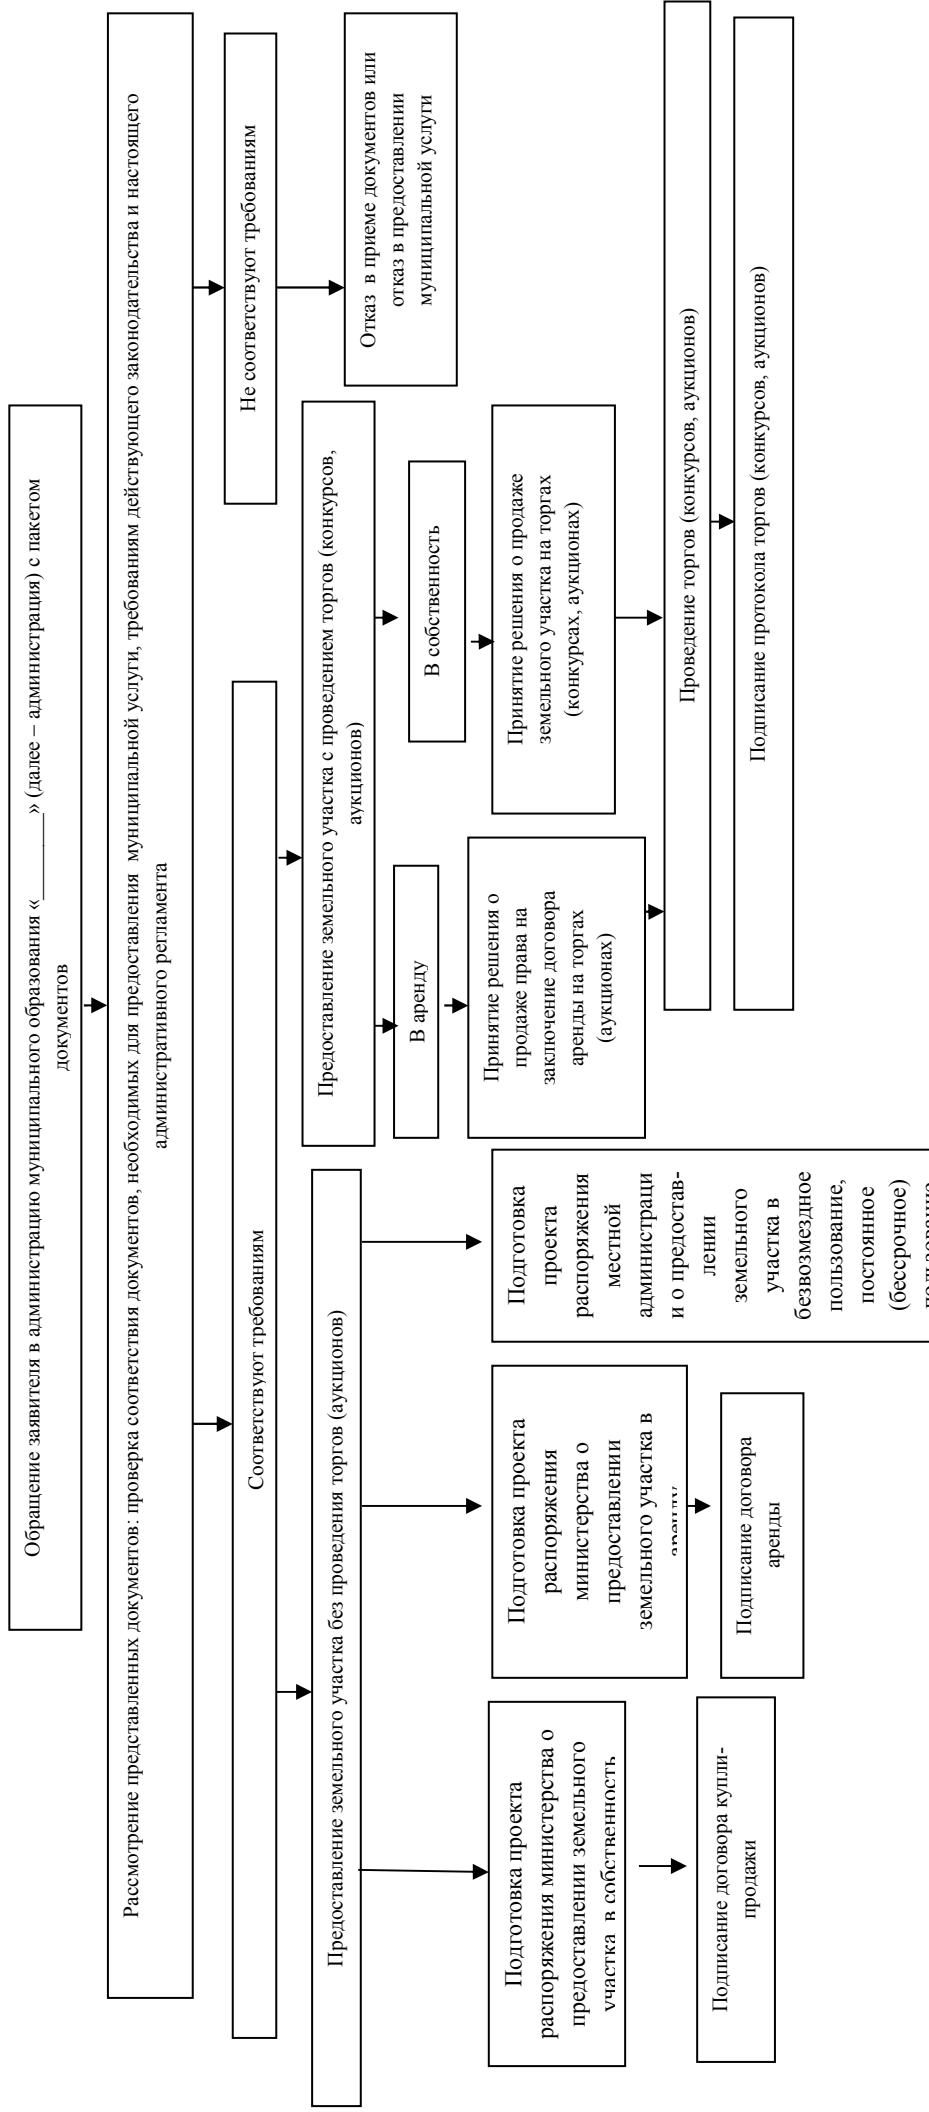 Обращение заявителя в администрацию муниципального образования «________» (далее – администрация) с пакетом
документов
Рассмотрение представленных документов: проверка соответствия документов, необходимых для предоставления муниципальной услуги, требованиям действующего законодательства и настоящего
административного регламента
Соответствуют требованиям
Не соответствуют требованиям
Предоставление земельного участка без проведения торгов (аукционов)
Предоставление земельного участка с проведением торгов (конкурсов,
аукционов)
Отказ в приеме документов или
отказ в предоставлении
муниципальной услуги
В аренду
В собственность
Подготовка проекта
распоряжения министерства о
предоставлении земельного
участка в собственность
Подготовка проекта
распоряжения
министерства о
предоставлении
земельного участка в
аренду
Подготовка
проекта
распоряжения
местной
администраци
и о предостав-
лении
земельного
участка в
безвозмездное
пользование,
постоянное
(бессрочное)
пользование
Принятие решения о
продаже права на
заключение договора
аренды на торгах
(аукционах)
Принятие решения о продаже
земельного участка на торгах
(конкурсах, аукционах)
Проведение торгов (конкурсов, аукционов)
Подписание договора купли-
продажи
Подписание договора
аренды
Подписание протокола торгов (конкурсов, аукционов)